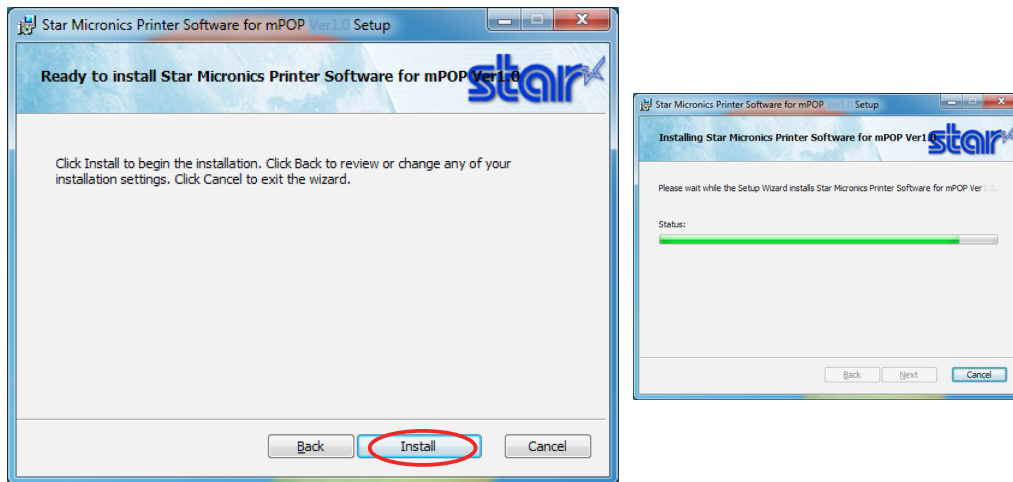 Star Micronics Printer Software for mPOP Ver1.0 Setup
Ready to install Star Micronics Printer Software for mPOP Ver1.0
star
Click Install to begin the installation. Click Back to review or change any of your
installation settings. Click Cancel to exit the wizard.
Back Install Cancel
Star Micronics Printer Software for mPOP Ver1.0 Setup
Installing Star Micronics Printer Software for mPOP Ver1.0
star
Please wait while the Setup Wizard installs Star Micronics Printer Software for mPOP Ver 1.0.
Status:
Back Next Cancel